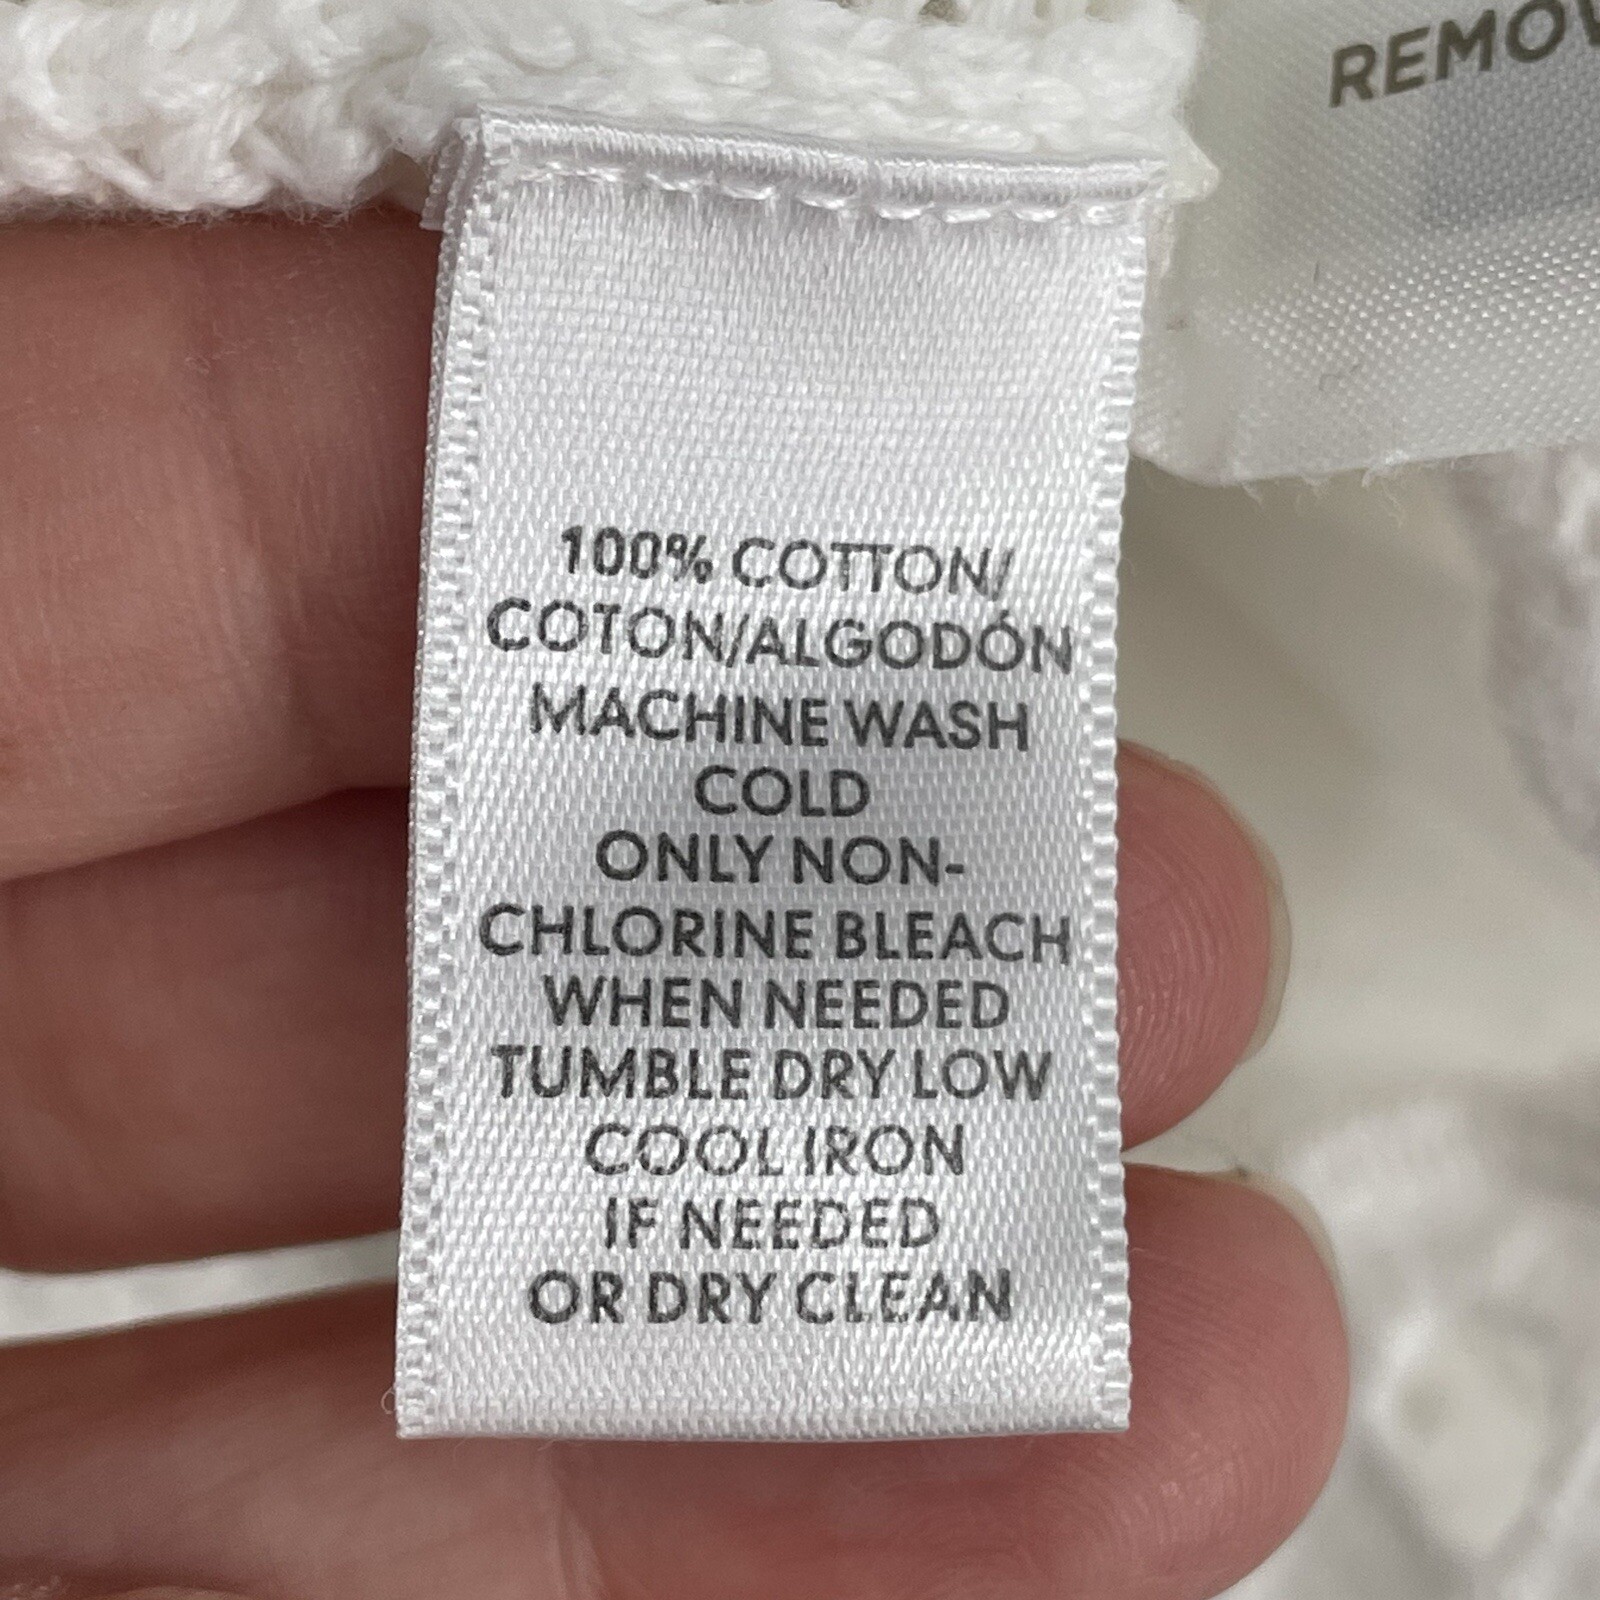 REMOV
100% COTTON/
COTON/ALGODÓN
MACHINE WASH
COLD
ONLY NON-
CHLORINE BLEACH
WHEN NEEDED
TUMBLE DRY LOW
COOL IRON
IF NEEDED
OR DRY CLEAN